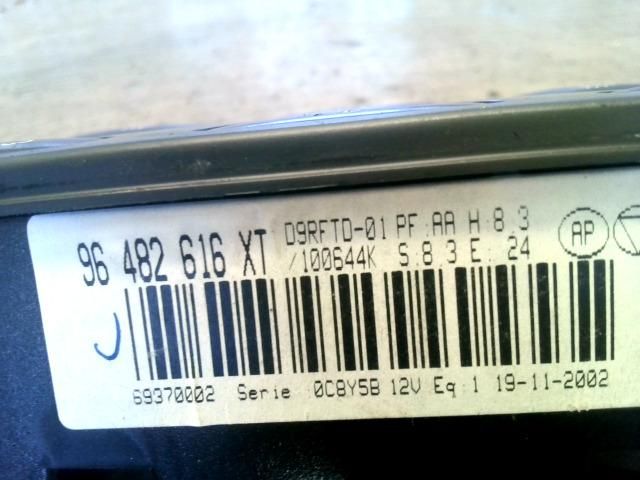 96 482 616 XT D9RFTD-01 PF:AA H:8.3
/100644K S:8.3 E:24
AP
69370002 Serie :0C8Y5B 12V Eq:1 19-11-2002